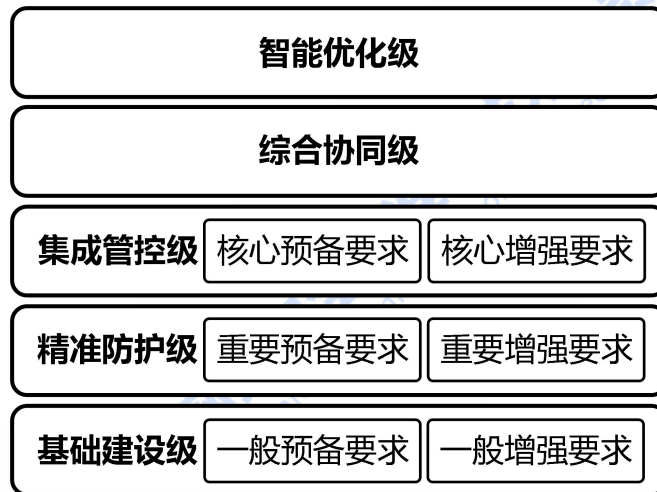 智能优化级
综合协同级
集成管控级 核心预备要求 核心增强要求
精准防护级 重要预备要求 重要增强要求
基础建设级 一般预备要求 一般增强要求